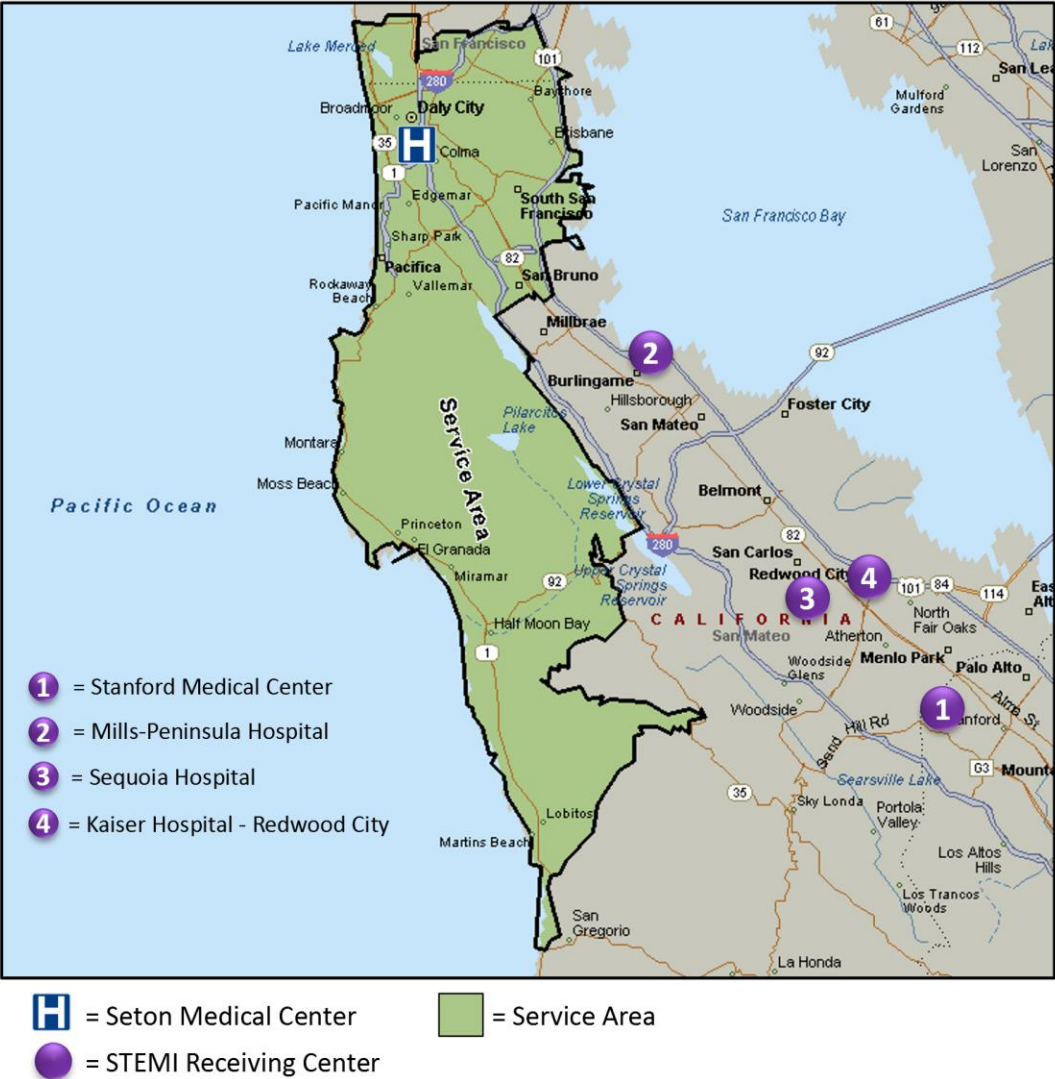 61
112
Lake Merced
San Francisco
101
San Lea
280
Mulford
Gardens
Bayshore
Broadmoor
Daly City
35
H
Colma
Brisbane
San
Lorenzo
1
Edgemar
South San
Francisco
Pacific Manor
San Francisco Bay
Sharp Park
82
Pacifica
San Bruno
Rockaway
Beach
Vallemar
Millbrae
2
92
Burlingame
Hillsborough
Foster City
Service Area
Pilarcitos
Lake
San Mateo
Montara
Moss Beach
Lower Crystal
Springs
Reservoir
Belmont
Pacific Ocean
Princeton
82
280
San Carlos
El Granada
Redwood City
4
Miramar
92
Upper Crystal
Springs
Reservoir
3
101
84
114
Eas
Alt
CALIFORNIA
North
Fair Oaks
Half Moon Bay
San Mateo
Atherton
1
Woodside
Glens
Menlo Park
Palo Alto
1 = Stanford Medical Center
Woodside
1
Alma St
anford
Sand Hill Rd
2 = Mills-Peninsula Hospital
G3
Mounta
3 = Sequoia Hospital
Searsville Lake
35
Sky Londa
Portola
Valley
Lobitos
4 = Kaiser Hospital - Redwood City
Martins Beach
Los Altos
Hills
Los Trancos
Woods
San
Gregorio
La Honda
H = Seton Medical Center
= Service Area
= STEMI Receiving Center